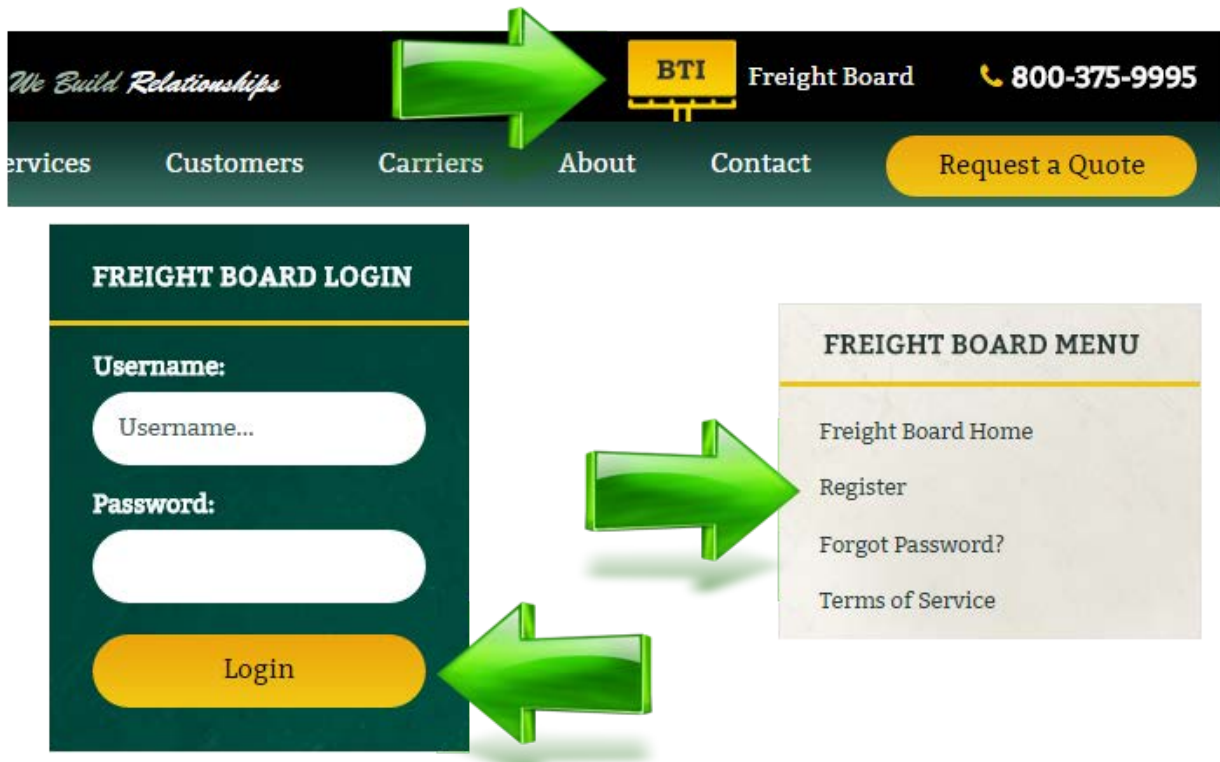 We Build Relationships
BTI Freight Board 800-375-9995
ervices Customers Carriers About Contact Request a Quote
FREIGHT BOARD LOGIN
Username:
Username...
Password:
Login
FREIGHT BOARD MENU
Freight Board Home
Register
Forgot Password?
Terms of Service